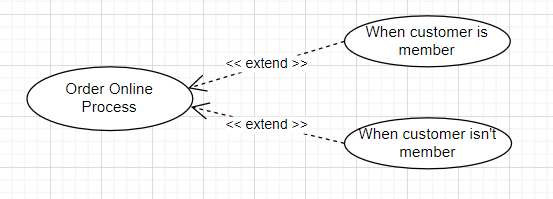 When customer is
member
<< extend >>
Order Online
Process
<< extend >>
When customer isn't
member